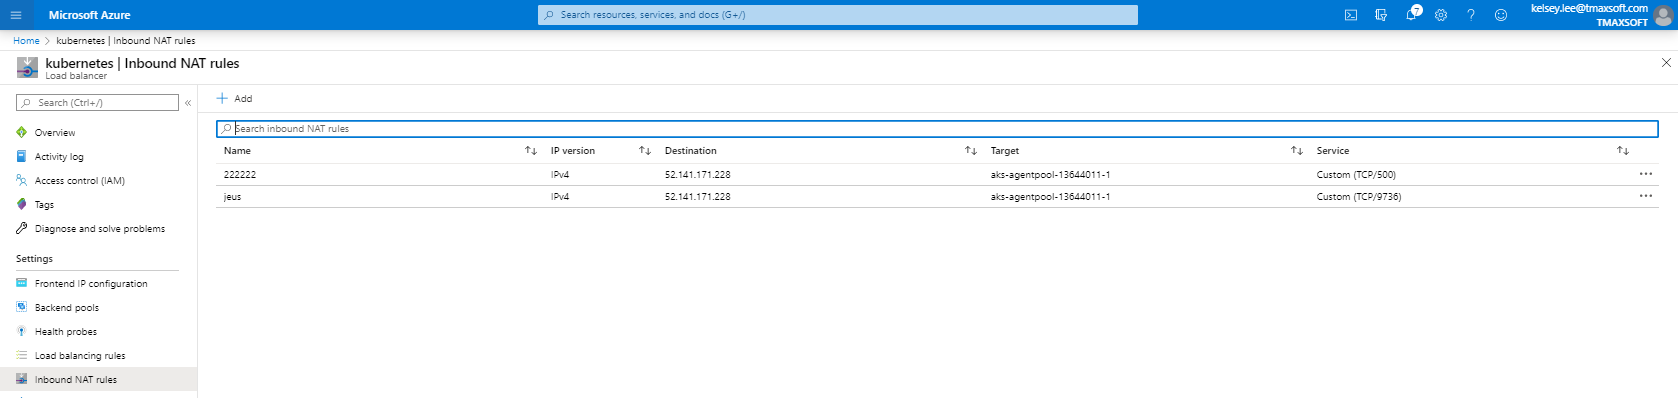 Microsoft Azure
Search resources, services, and docs (G+/)
7
kelsey.lee@tmaxsoft.com
TMAXSOFT
Home > kubernetes | Inbound NAT rules
kubernetes | Inbound NAT rules
Load balancer
Search (Ctrl+/)
«
Overview
Activity log
Access control (IAM)
Tags
Diagnose and solve problems
Settings
Frontend IP configuration
Backend pools
Health probes
Load balancing rules
Inbound NAT rules
+ Add
Search inbound NAT rules
Name ↑↓ IP version ↑↓ Destination ↑↓ Target ↑↓ Service ↑↓
222222 IPv4 52.141.171.228 aks-agentpool-13644011-1 Custom (TCP/500) ...
jeus IPv4 52.141.171.228 aks-agentpool-13644011-1 Custom (TCP/9736) ...